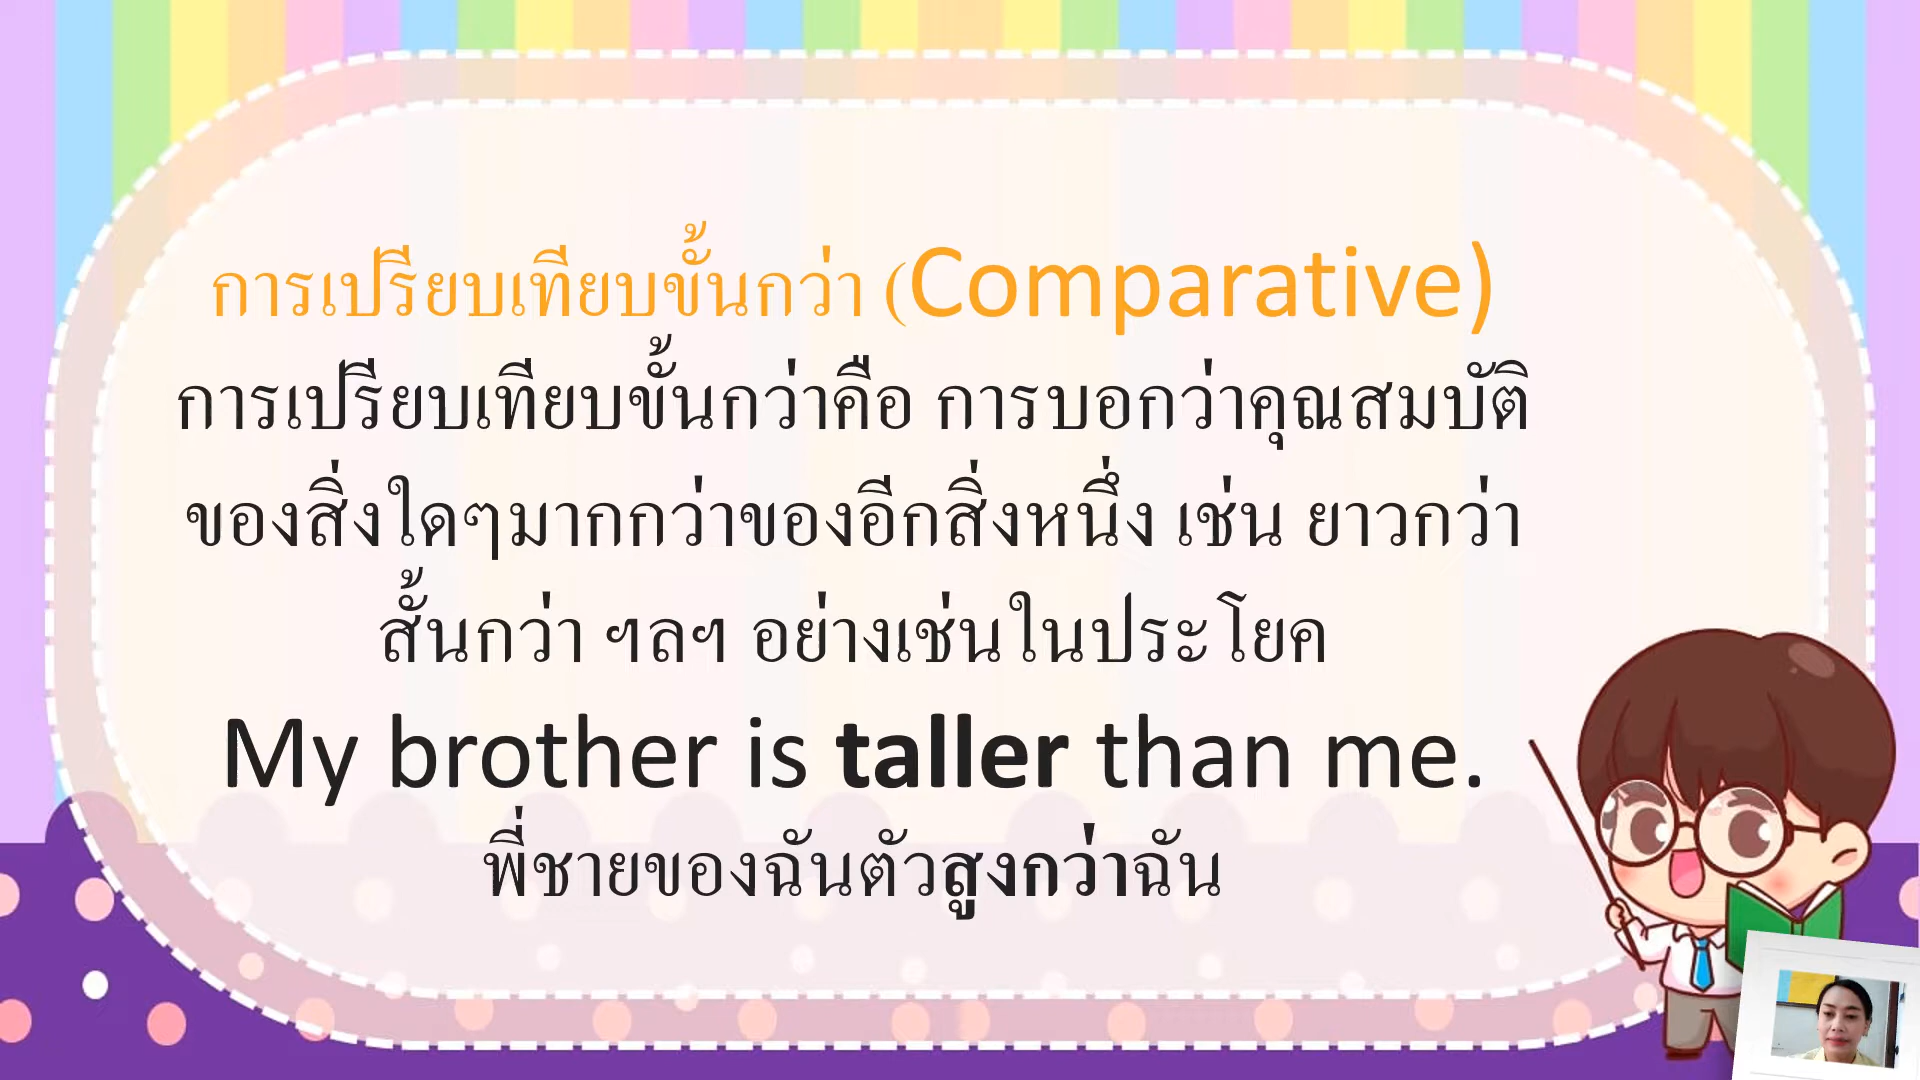 การเปรียบเทียบขั้นกว่า (Comparative)
การเปรียบเทียบขั้นกว่าคือ การบอกว่าคุณสมบัติ
ของสิ่งใดๆมากกว่าของอีกสิ่งหนึ่ง เช่น ยาวกว่า
สั้นกว่า ฯลฯ อย่างเช่นในประโยค
My brother is taller than me.
พี่ชายของฉันตัวสูงกว่าฉัน